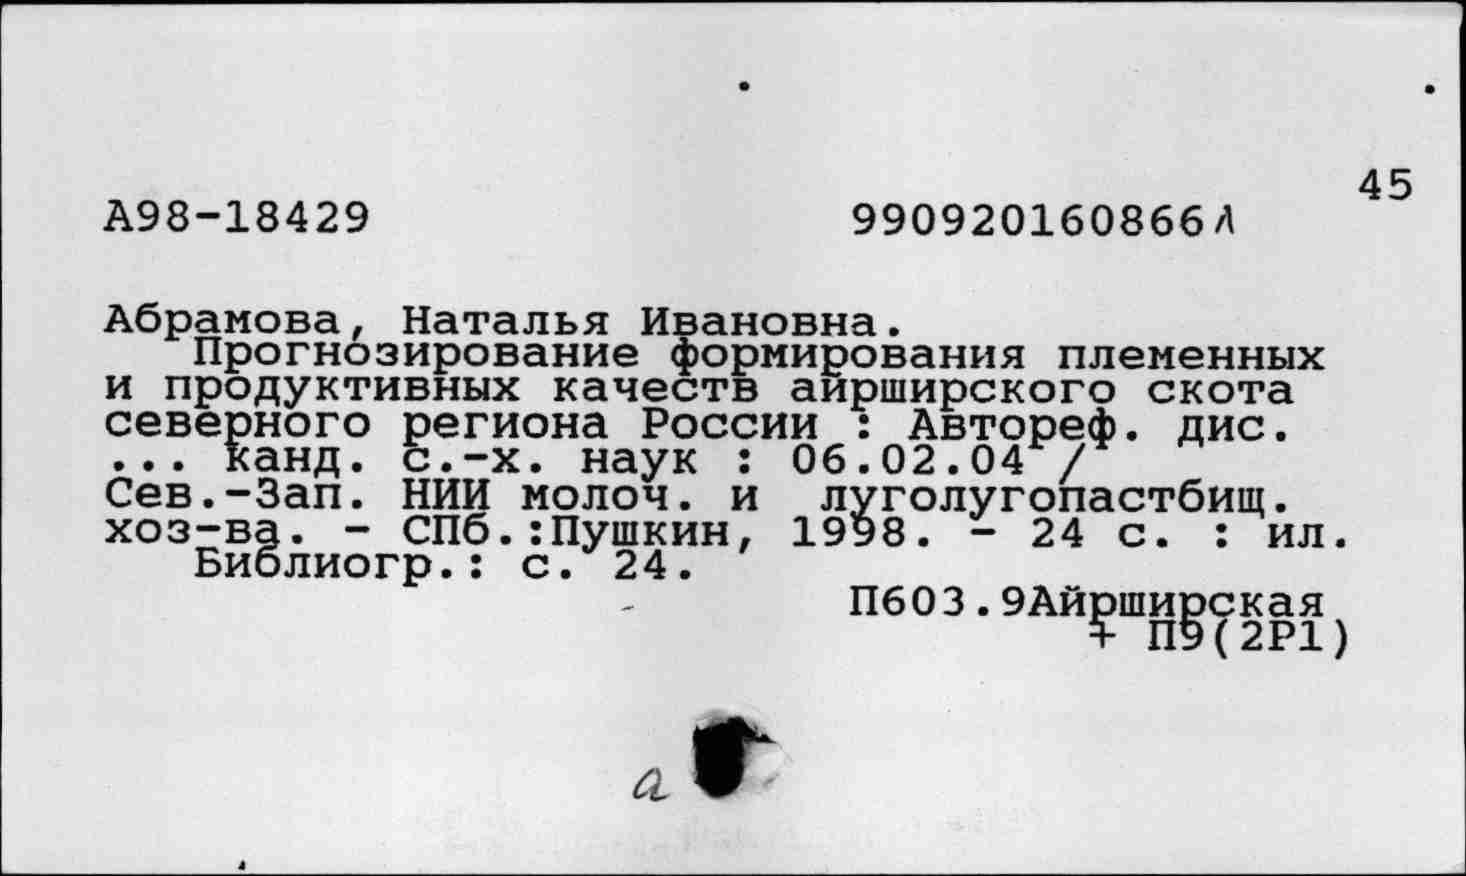 45
А98-18429 990920160866Л
Абрамова, Наталья Ивановна.
Прогнозирование формирования племенных
и продуктивных качеств айрширского скота
северного региона России : Автореф. дис.
... канд. с.-х. наук : 06.02.04 /
Сев.-Зап. НИИ молоч. и луголугопастбищ.
хоз-ва. - СПб.:Пушкин, 1998. - 24 с. : ил.
Библиогр.: с. 24.
П603.9Айрширская
+ П9(2Р1)
а